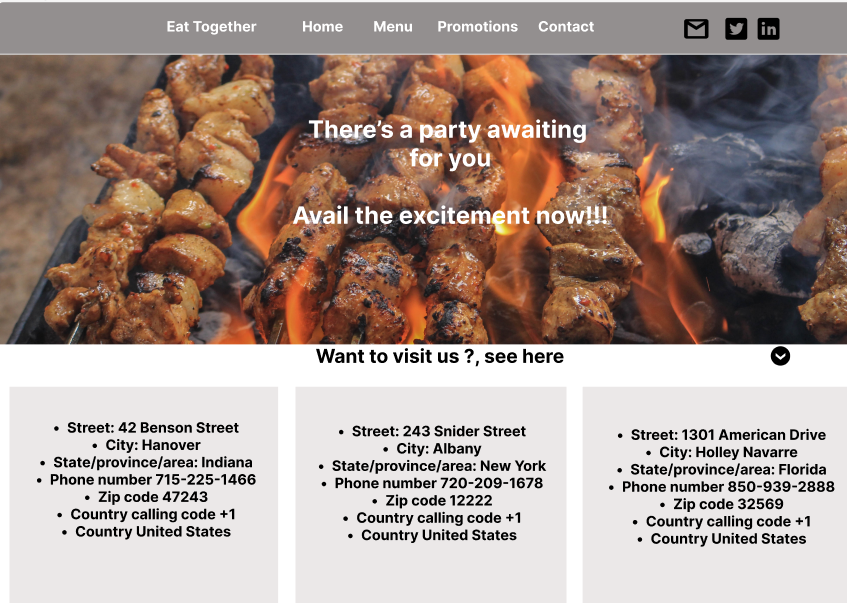 Eat Together Home Menu Promotions Contact
There's a party awaiting
for you
Avail the excitement now!!!
Want to visit us ?, see here
• Street: 42 Benson Street
• City: Hanover
• State/province/area: Indiana
• Phone number 715-225-1466
• Zip code 47243
• Country calling code +1
• Country United States
• Street: 243 Snider Street
• City: Albany
• State/province/area: New York
• Phone number 720-209-1678
• Zip code 12222
• Country calling code +1
• Country United States
• Street: 1301 American Drive
• City: Holley Navarre
• State/province/area: Florida
• Phone number 850-939-2888
• Zip code 32569
• Country calling code +1
• Country United States